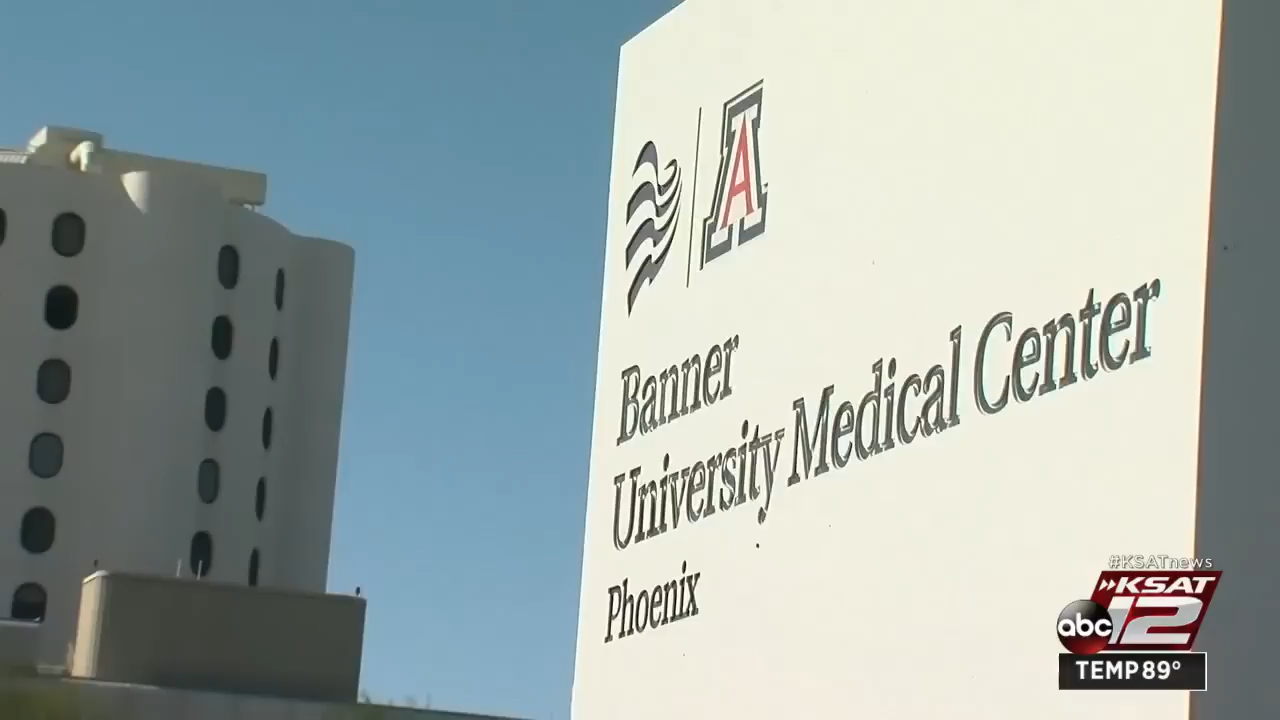 A
Banner
University Medical Center
Phoenix
#KSATnews
KSAT
abc 12
TEMP 89°